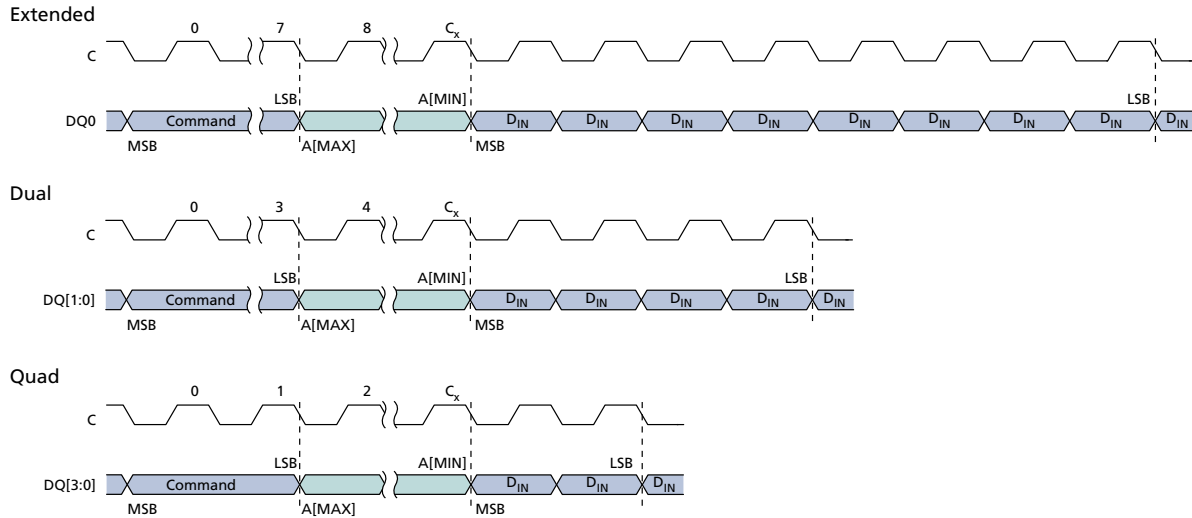 Extended
0 7 8 Cx
C
LSB A[MIN] LSB
DQ0 Command DIN DIN DIN DIN DIN DIN DIN DIN DIN
MSB A[MAX] MSB
Dual
0 3 4 Cx
C
LSB A[MIN] LSB
DQ[1:0] Command DIN DIN DIN DIN DIN
MSB A[MAX] MSB
Quad
0 1 2 Cx
C
LSB A[MIN] LSB
DQ[3:0] Command DIN DIN DIN
MSB A[MAX] MSB